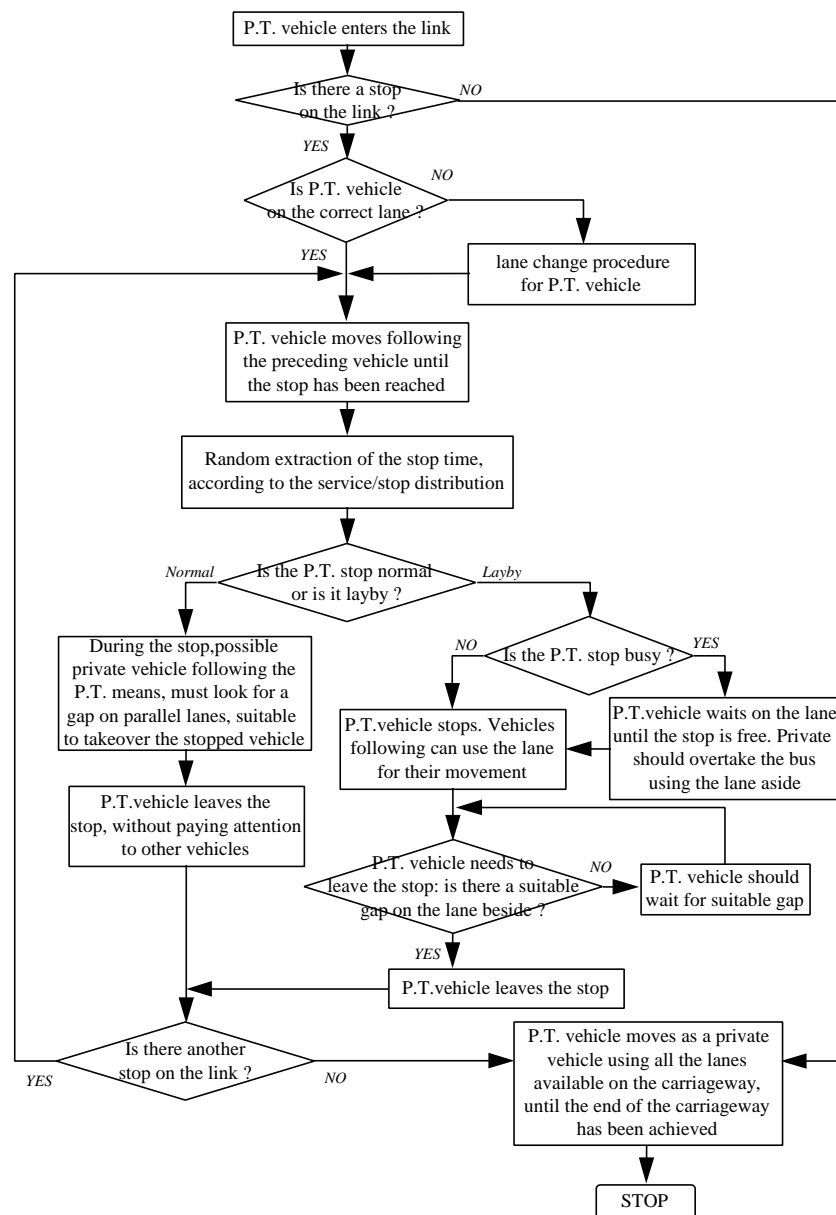 P.T. vehicle enters the link
Is there a stop
on the link ?
NO
YES
Is P.T. vehicle
on the correct lane ?
NO
YES
lane change procedure
for P.T. vehicle
P.T. vehicle moves following
the preceding vehicle until
the stop has been reached
Random extraction of the stop time,
according to the service/stop distribution
Is the P.T. stop normal
or is it layby ?
Normal
Layby
During the stop,possible
private vehicle following the
P.T. means, must look for a
gap on parallel lanes, suitable
to takeover the stopped vehicle
Is the P.T. stop busy ?
NO
YES
P.T.vehicle stops. Vehicles
following can use the lane
for their movement
P.T.vehicle waits on the lane
until the stop is free. Private
should overtake the bus
using the lane aside
P.T.vehicle leaves the
stop, without paying attention
to other vehicles
P.T. vehicle needs to
leave the stop: is there a suitable
gap on the lane beside ?
NO
P.T. vehicle should
wait for suitable gap
YES
P.T.vehicle leaves the stop
Is there another
stop on the link ?
YES
NO
P.T. vehicle moves as a private
vehicle using all the lanes
available on the carriageway,
until the end of the carriageway
has been achieved
STOP